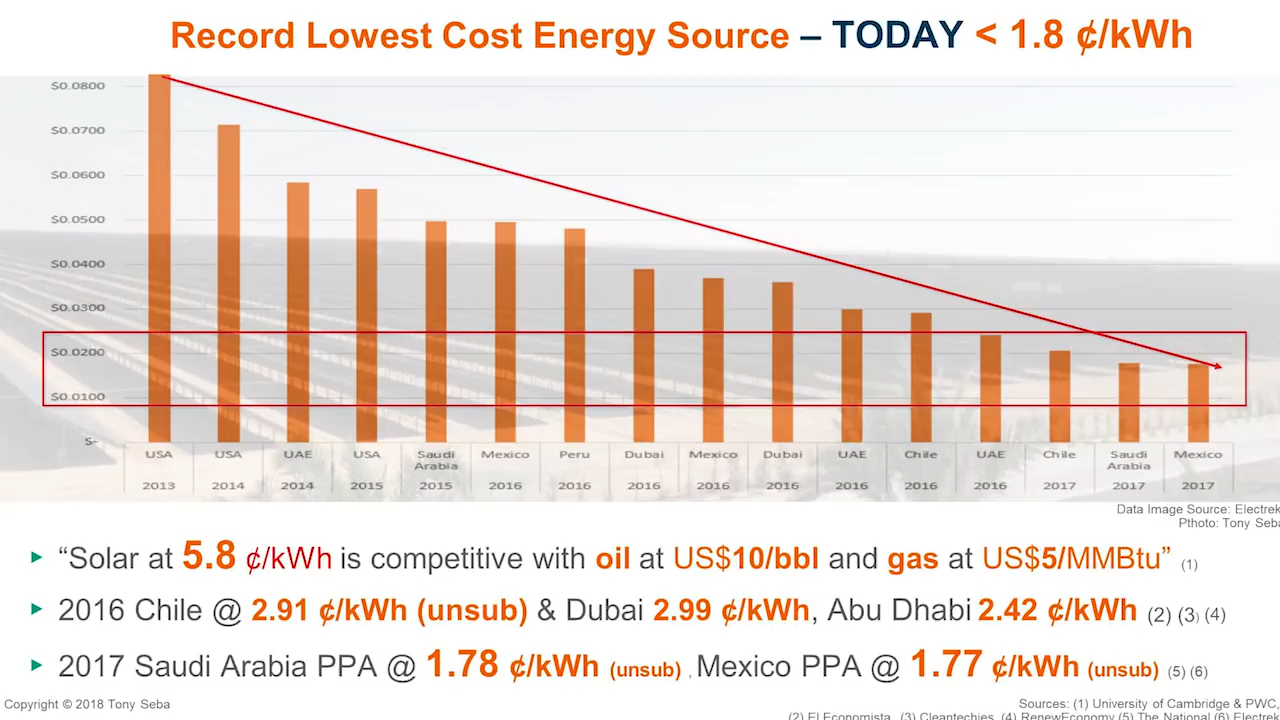 Record Lowest Cost Energy Source – TODAY < 1.8 ¢/kWh
$0.0800
$0.0700
$0.0600
$0.0500
$0.0400
$0.0300
$0.0200
$0.0100
$-
USA USA UAE USA Saudi Arabia Mexico Peru Dubai Mexico Dubai UAE Chile UAE Chile Saudi Arabia Mexico
2013 2014 2014 2015 2015 2016 2016 2016 2016 2016 2016 2016 2016 2017 2017 2017
Data Image Source: Electrek
Pthoto: Tony Seba
▶ “Solar at 5.8 ¢/kWh is competitive with oil at US$10/bbl and gas at US$5/MMBtu” (1)
▶ 2016 Chile @ 2.91 ¢/kWh (unsub) & Dubai 2.99 ¢/kWh, Abu Dhabi 2.42 ¢/kWh (2) (3) (4)
▶ 2017 Saudi Arabia PPA @ 1.78 ¢/kWh (unsub) , Mexico PPA @ 1.77 ¢/kWh (unsub) (5) (6)
Copyright © 2018 Tony Seba
Sources: (1) University of Cambridge & PWC,
(2) El Economista, (3) Cleantechies, (4) RenewEconomy (5) The National (6) Electrek